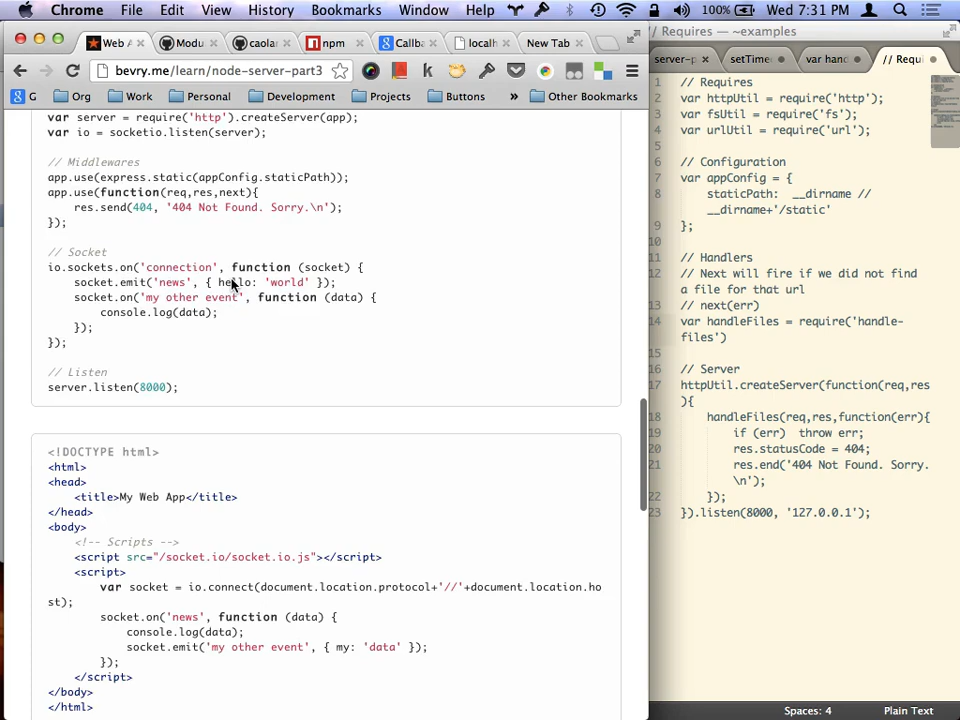 Chrome File Edit View History Bookmarks Window Help 100% Wed 7:31 PM
Web A Modu caolan npm Callba localh New Tab
bevry.me/learn/node-server-part3
G Org Work Personal Development Projects Buttons » Other Bookmarks
var server = require('http').createServer(app);
var io = socketio.listen(server);
// Middlewares
app.use(express.static(appConfig.staticPath));
app.use(function(req,res,next){
res.send(404, '404 Not Found. Sorry.\n');
});
// Socket
io.sockets.on('connection', function (socket) {
socket.emit('news', { hello: 'world' });
socket.on('my other event', function (data) {
console.log(data);
});
});
// Listen
server.listen(8000);
<!DOCTYPE html>
<html>
<head>
<title>My Web App</title>
</head>
<body>
<!-- Scripts -->
<script src="/socket.io/socket.io.js"></script>
<script>
var socket = io.connect(document.location.protocol+'//'+document.location.ho
st);
socket.on('news', function (data) {
console.log(data);
socket.emit('my other event', { my: 'data' });
});
</script>
</body>
</html>
// Requires — ~examples
server-p setTime var hand // Requi
1 // Requires
2 var httpUtil = require('http');
3 var fsUtil = require('fs');
4 var urlUtil = require('url');
5
6 // Configuration
7 var appConfig = {
8 staticPath: __dirname //
__dirname+'/static'
9 };
10
11 // Handlers
12 // Next will fire if we did not find
a file for that url
13 // next(err)
14 var handleFiles = require('handle-
files')
15
16 // Server
17 httpUtil.createServer(function(req,res
){
18 handleFiles(req,res,function(err){
19 if (err) throw err;
20 res.statusCode = 404;
21 res.end('404 Not Found. Sorry.
\n');
22 });
23 }).listen(8000, '127.0.0.1');
Spaces: 4 Plain Text